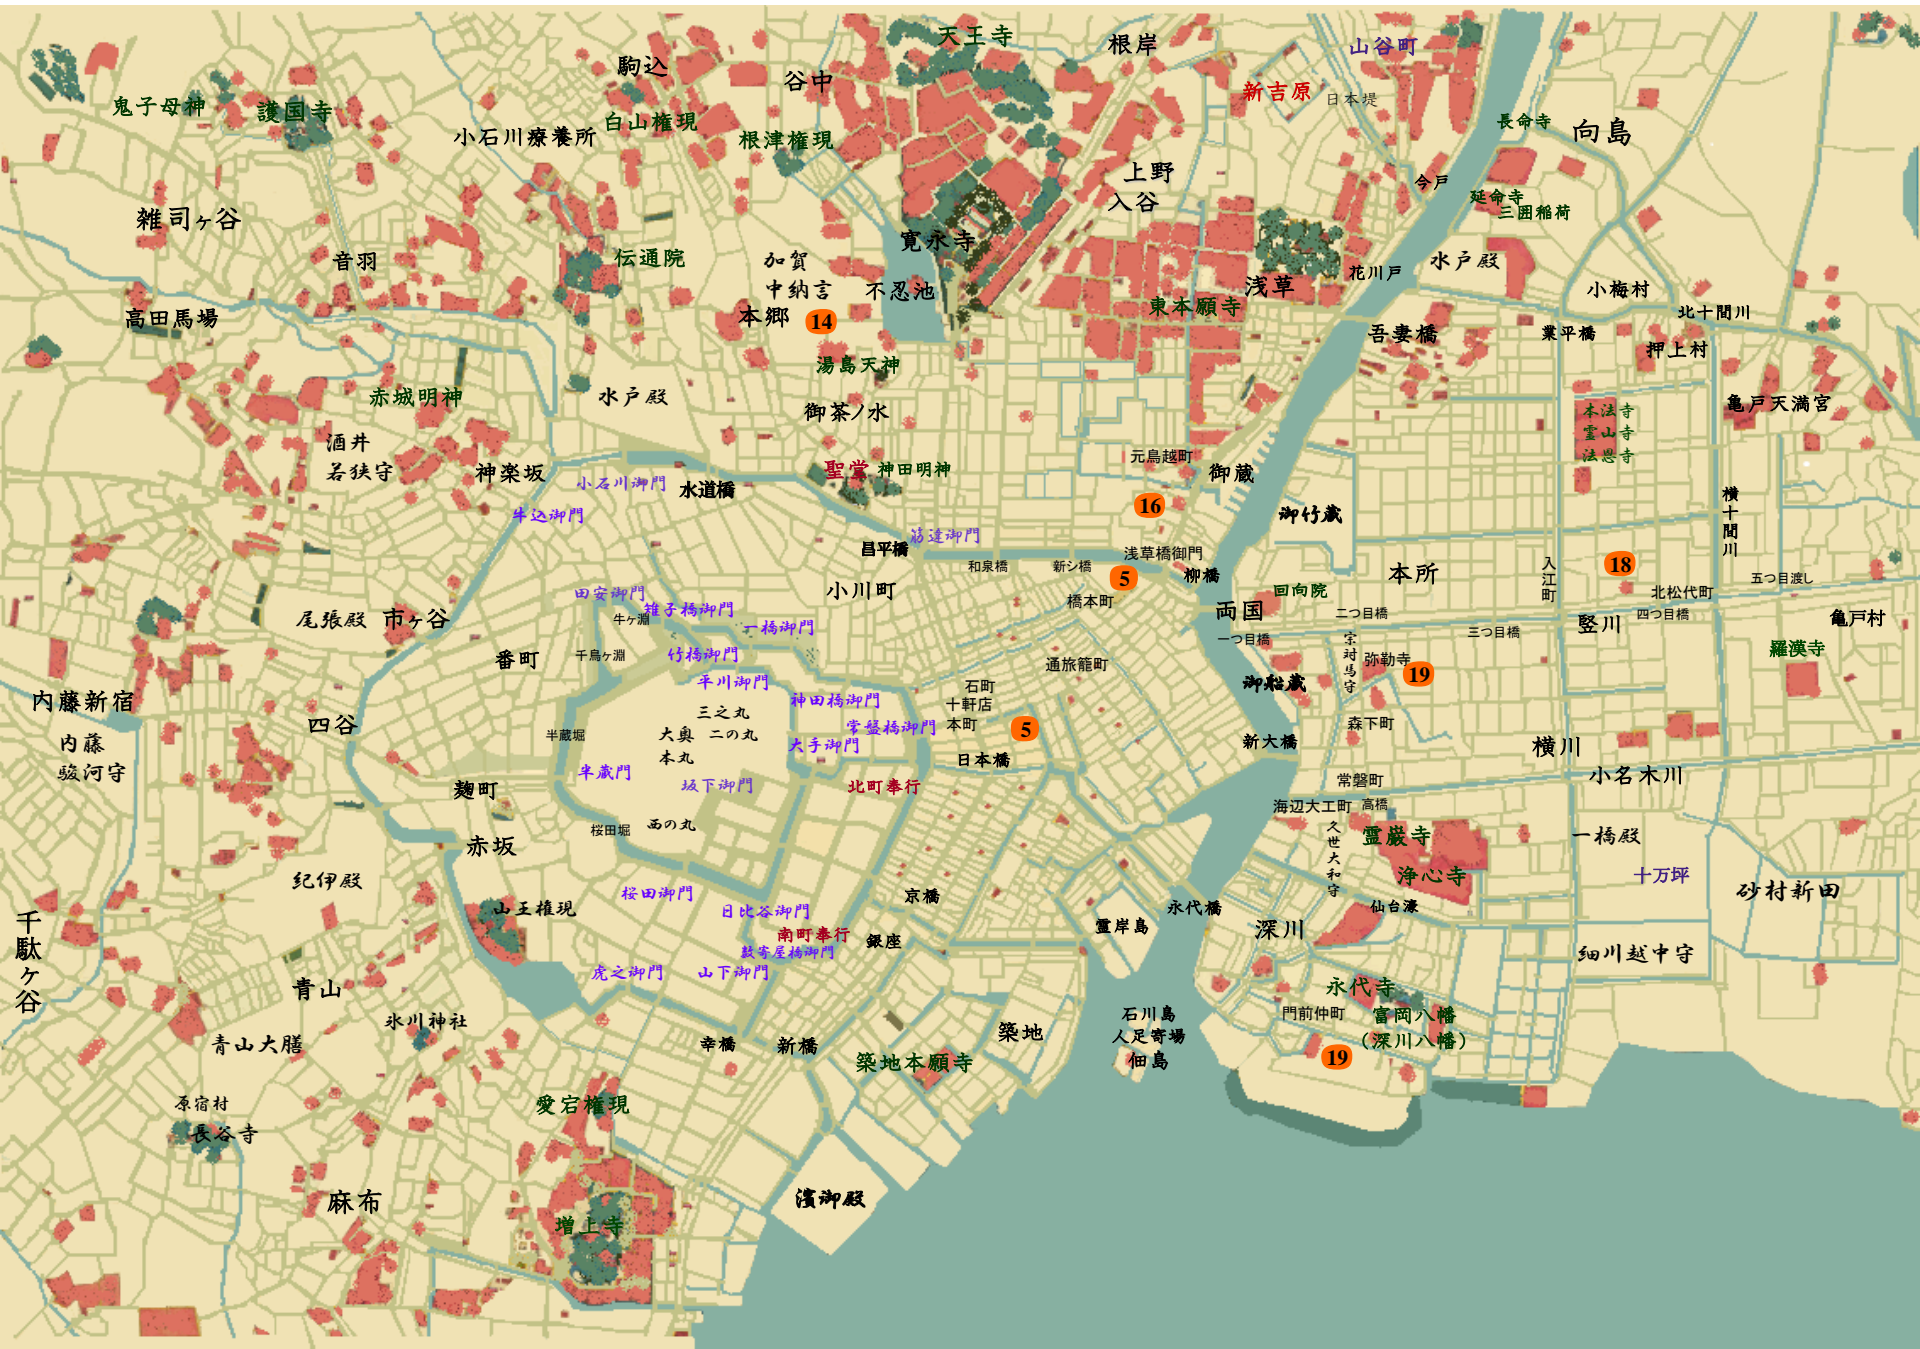 天王寺
根岸
山谷町
駒込
谷中
新吉原
日本堤
鬼子母神
護国寺
小石川療養所
白山権現
根津権現
長命寺
向島
上野
入谷
今戸
延命寺
三囲稲荷
雑司ヶ谷
音羽
伝通院
加賀
中納言
本郷
14
寛永寺
不忍池
浅草
東本願寺
花川戸
水戸殿
小梅村
北十間川
高田馬場
吾妻橋
業平橋
押上村
湯島天神
赤城明神
水戸殿
御茶ノ水
亀戸天満宮
本法寺
霊山寺
法恩寺
酒井
若狭守
神楽坂
小石川御門
水道橋
聖堂
神田明神
元鳥越町
御蔵
16
牛込御門
御竹蔵
横十間川
昌平橋
筋違御門
和泉橋
新シ橋
浅草橋御門
5
柳橋
本所
入江町
18
五つ目渡し
小川町
橋本町
回向院
両国
北松代町
四つ目橋
亀戸村
田安御門
雉子橋御門
牛ヶ淵
一橋御門
尾張殿
市ヶ谷
二つ目橋
一つ目橋
三つ目橋
竪川
羅漢寺
番町
千鳥ヶ淵
竹橋御門
平川御門
通旅籠町
宗対馬守
弥勒寺
19
御船蔵
内藤新宿
四谷
神田橋御門
石町
十軒店
本町
5
三之丸
大奥
二の丸
本丸
常盤橋御門
大手御門
森下町
内藤
駿河守
半蔵堀
半蔵門
坂下御門
北町奉行
日本橋
新大橋
横川
小名木川
麹町
常磐町
海辺大工町
高橋
桜田堀
西の丸
赤坂
久世大和守
霊巌寺
浄心寺
一橋殿
十万坪
砂村新田
紀伊殿
山王権現
桜田御門
日比谷御門
南町奉行
数寄屋橋御門
京橋
銀座
霊岸島
永代橋
仙台濠
深川
細川越中守
千駄ヶ谷
虎之御門
山下御門
青山
青山大膳
氷川神社
幸橋
新橋
築地
築地本願寺
石川島
人足寄場
佃島
永代寺
門前仲町
富岡八幡
(深川八幡)
19
原宿村
長谷寺
愛宕権現
麻布
増上寺
濱御殿